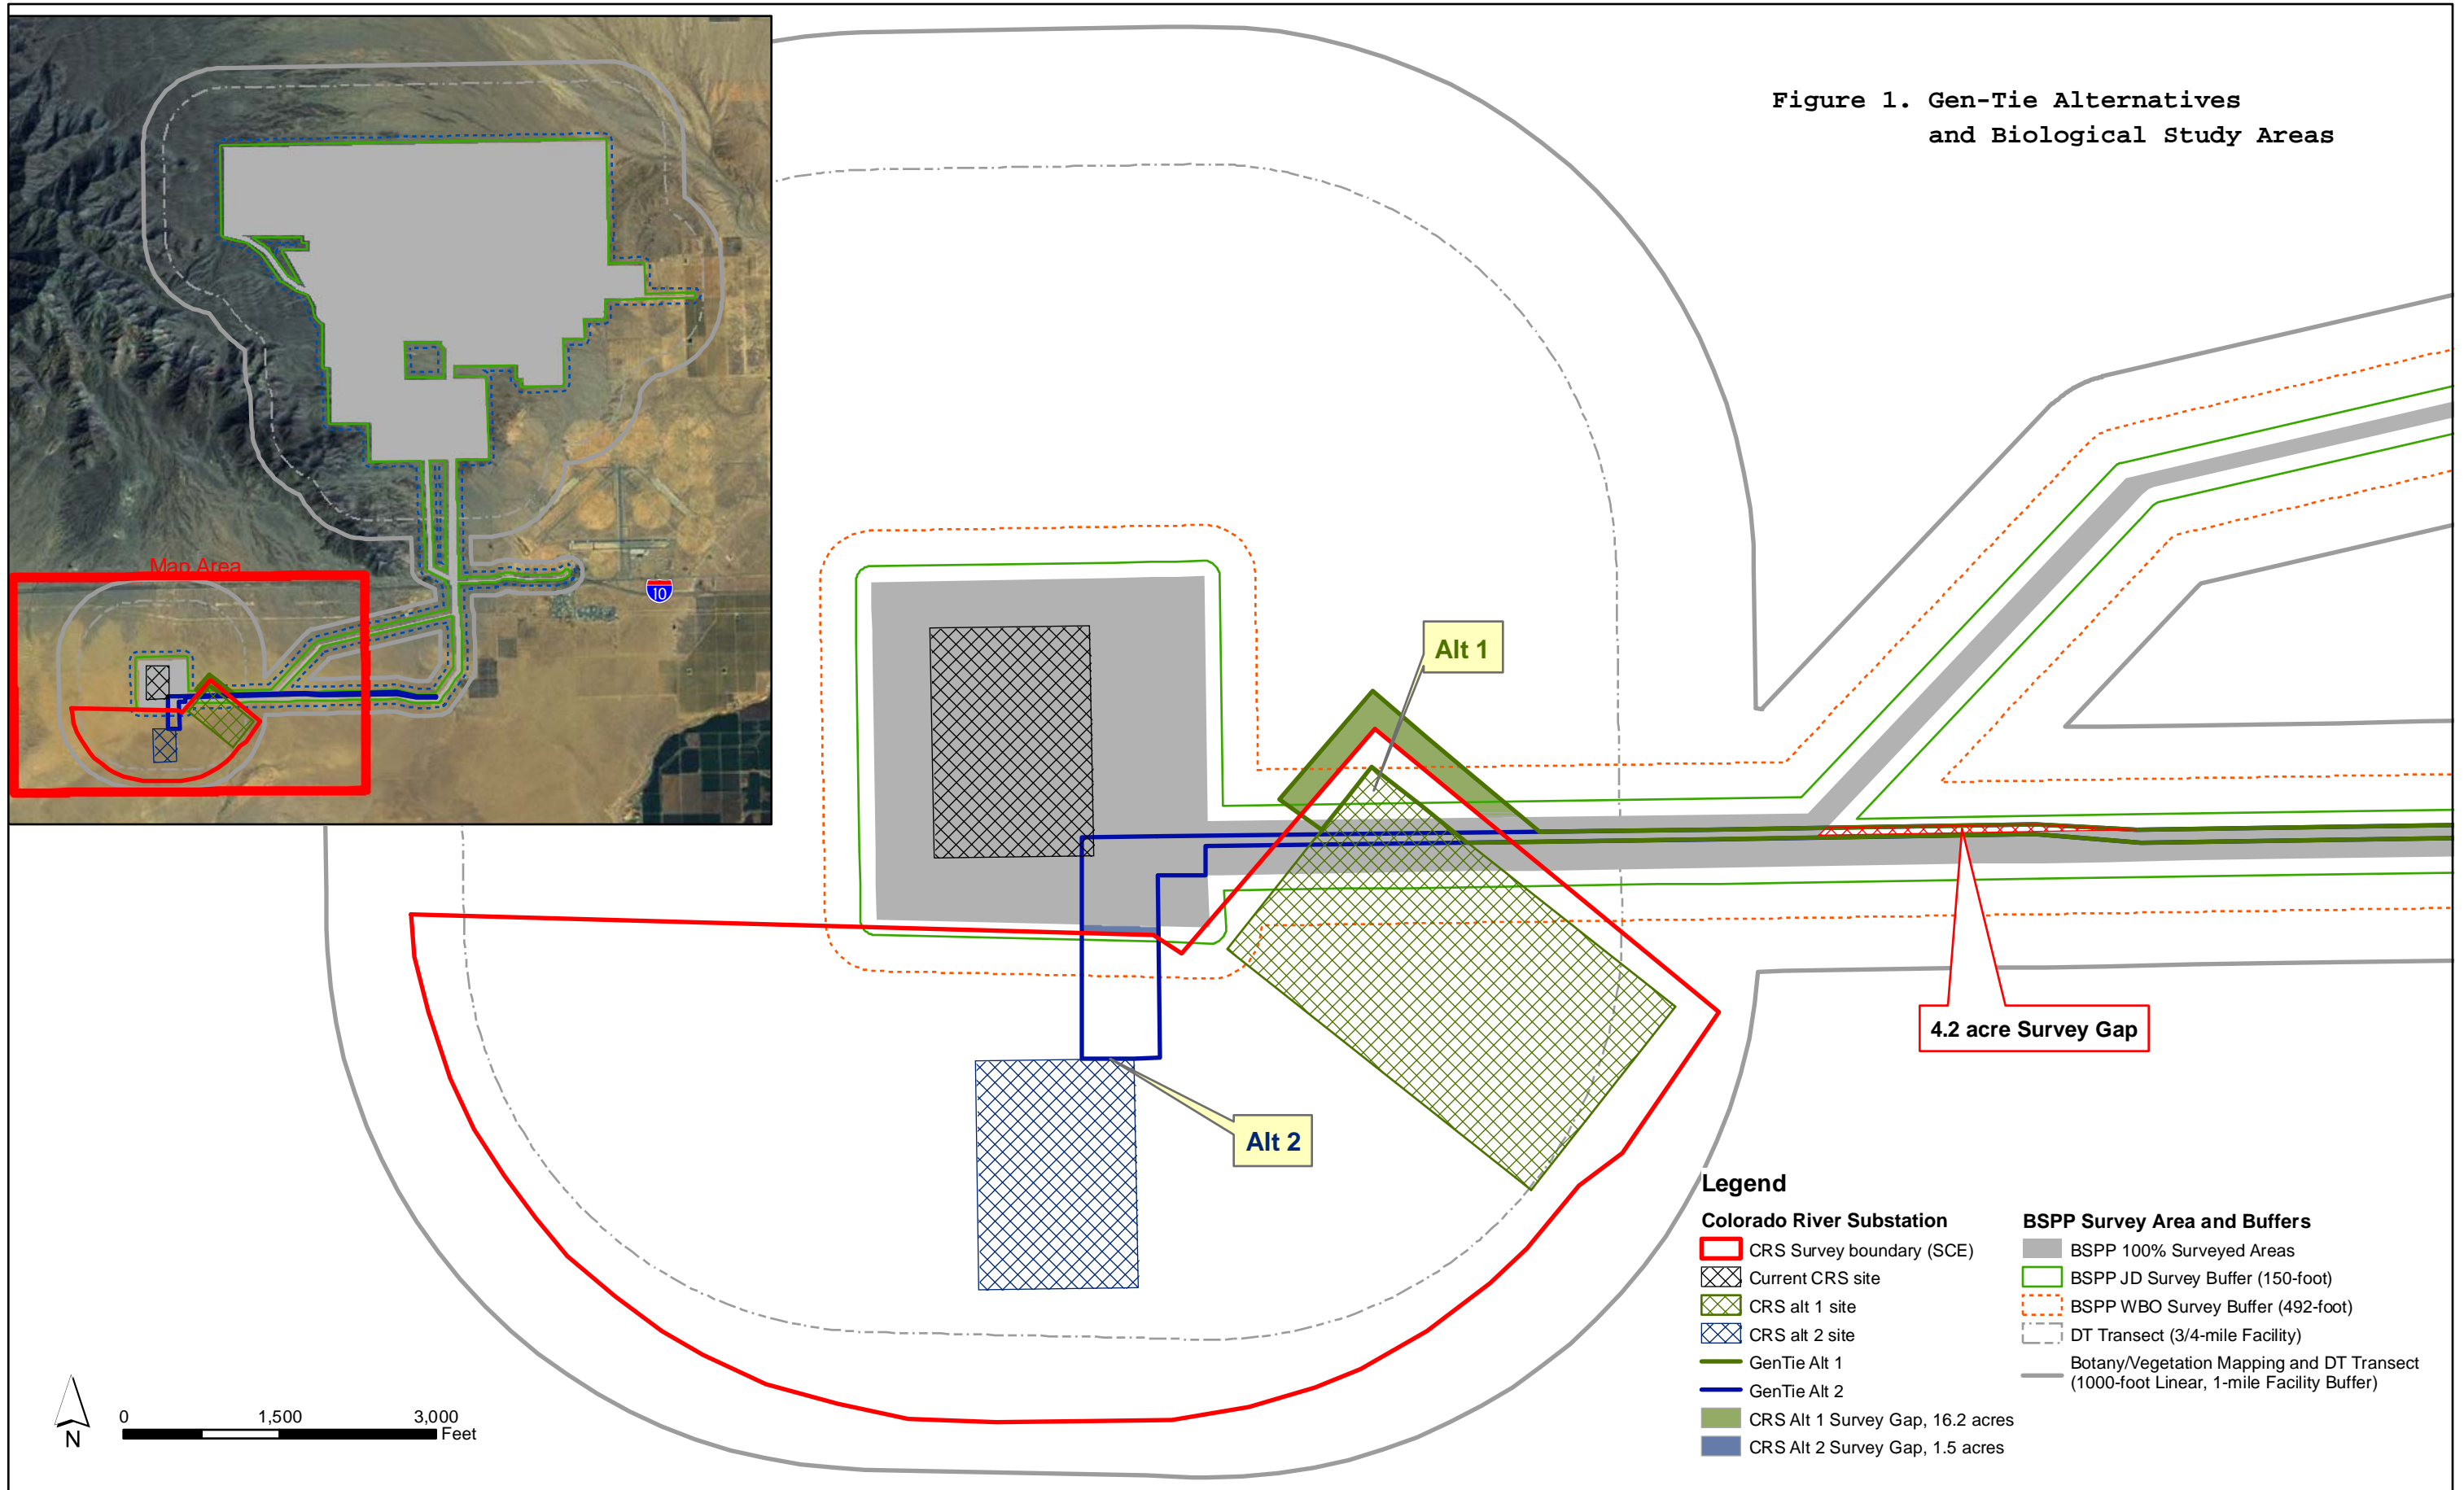 Figure 1. Gen-Tie Alternatives
and Biological Study Areas
Map Area
10
Alt 1
4.2 acre Survey Gap
Alt 2
Legend
Colorado River Substation
CRS Survey boundary (SCE)
Current CRS site
CRS alt 1 site
CRS alt 2 site
GenTie Alt 1
GenTie Alt 2
CRS Alt 1 Survey Gap, 16.2 acres
CRS Alt 2 Survey Gap, 1.5 acres
BSPP Survey Area and Buffers
BSPP 100% Surveyed Areas
BSPP JD Survey Buffer (150-foot)
BSPP WBO Survey Buffer (492-foot)
DT Transect (3/4-mile Facility)
Botany/Vegetation Mapping and DT Transect
(1000-foot Linear, 1-mile Facility Buffer)
N
0 1,500 3,000
Feet